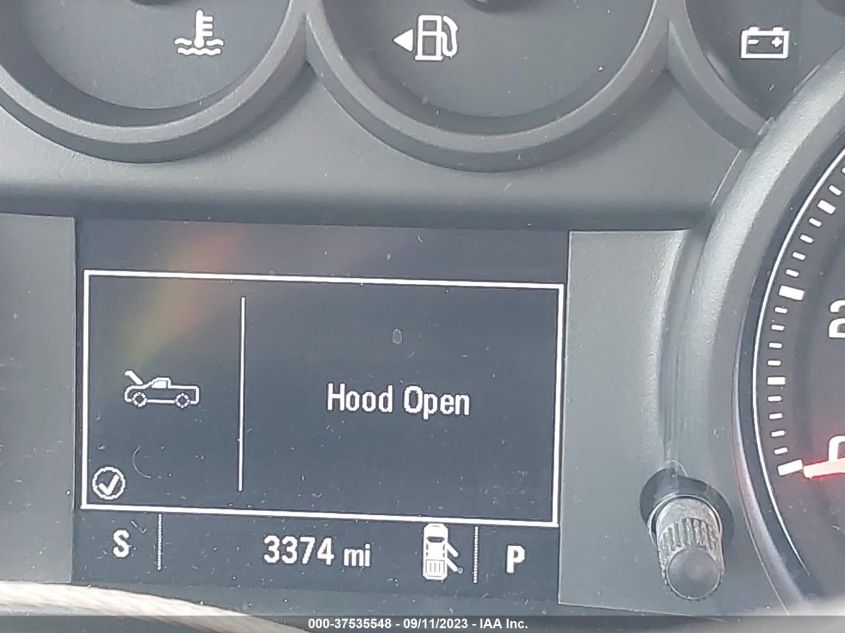 Hood Open
S 3374 mi P
000-37535548 - 09/11/2023 - IAA Inc.